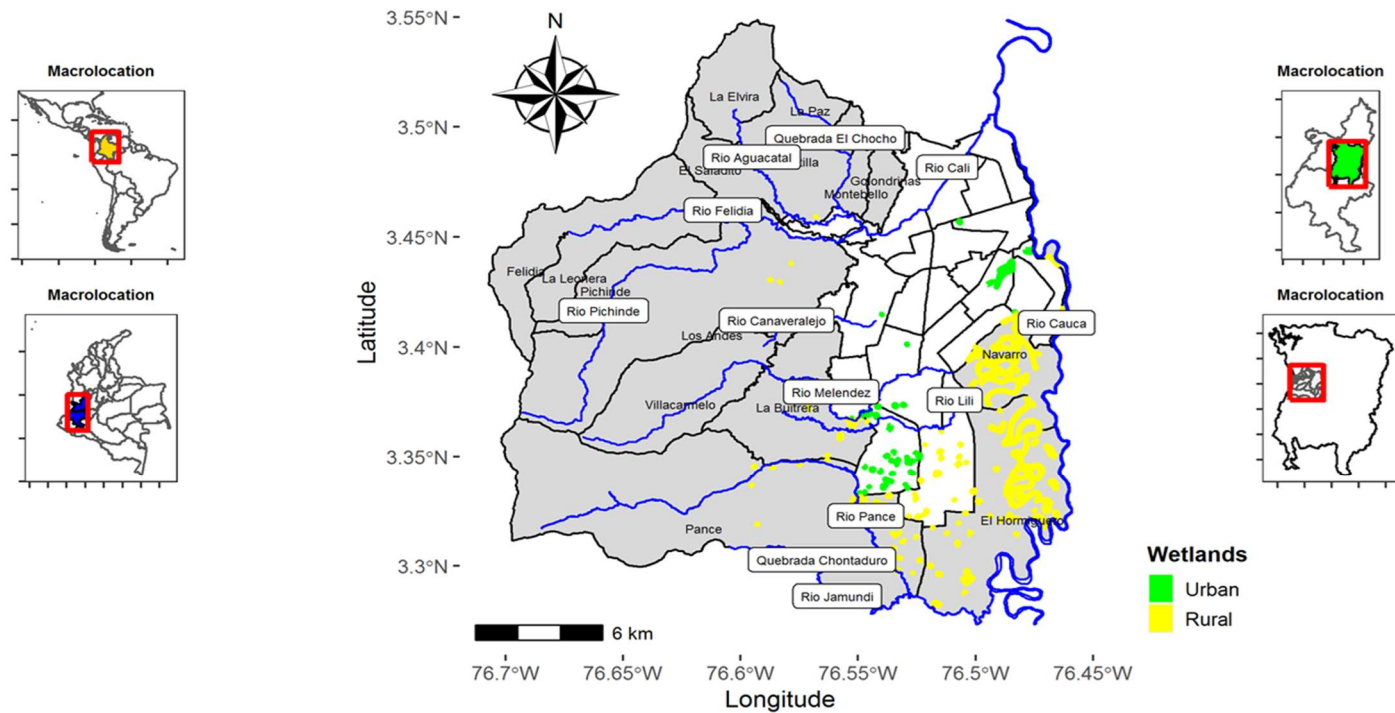 Macrolocation
Macrolocation
Latitude
3.55°N
3.5°N
3.45°N
3.4°N
3.35°N
3.3°N
N
La Elvira
La Paz
Quebrada El Chocho
Rio Aguacatal
tilla
Rio Cali
El Saladito
Golondrinas
Montebello
Rio Felidia
Felidia
La Leonera
Pichinde
Rio Pichinde
Rio Canaveralejo
Rio Cauca
Los Andes
Navarro
Rio Melendez
Rio Lili
Villacarmelo
La Buitrera
Rio Pance
El Hormiguero
Pance
Quebrada Chontaduro
Rio Jamundi
6 km
76.7°W
76.65°W
76.6°W
76.55°W
76.5°W
76.45°W
Longitude
Macrolocation
Macrolocation
Wetlands
Urban
Rural